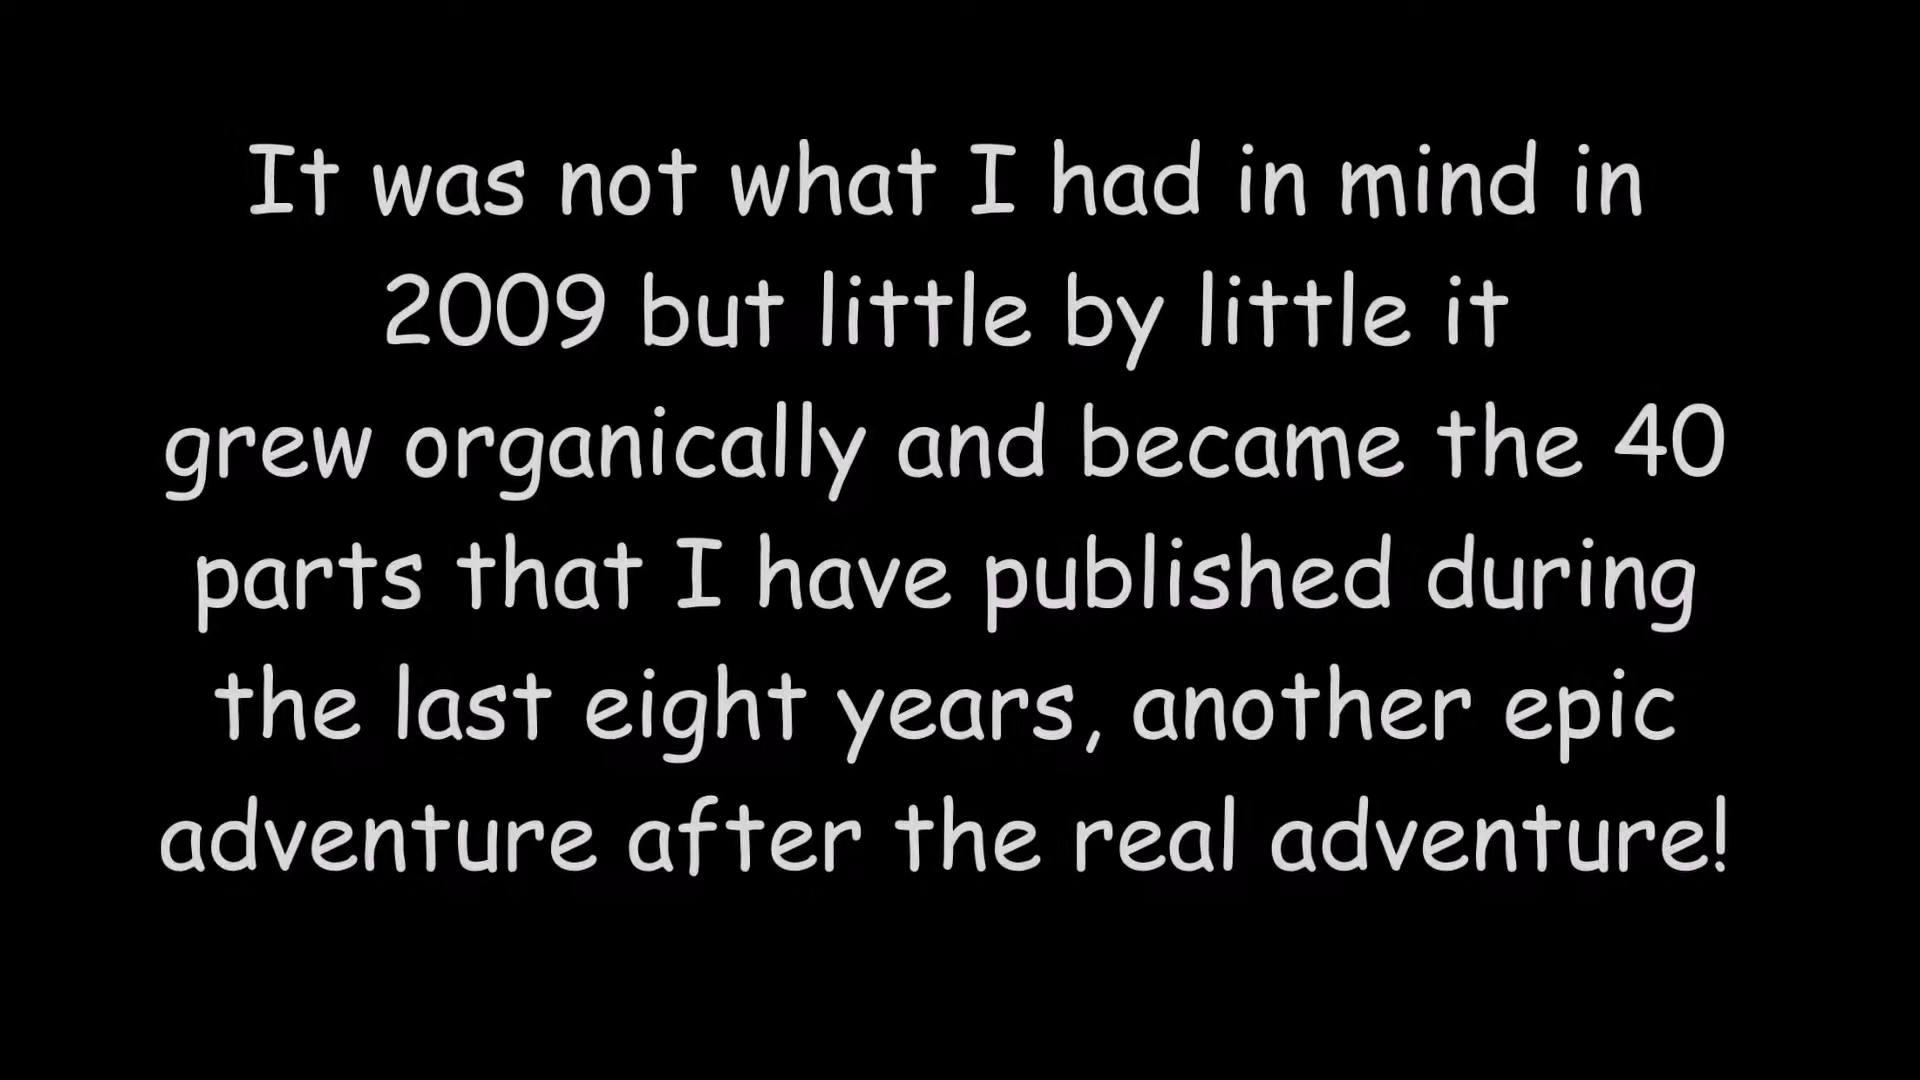 It was not what I had in mind in
2009 but little by little it
grew organically and became the 40
parts that I have published during
the last eight years, another epic
adventure after the real adventure!